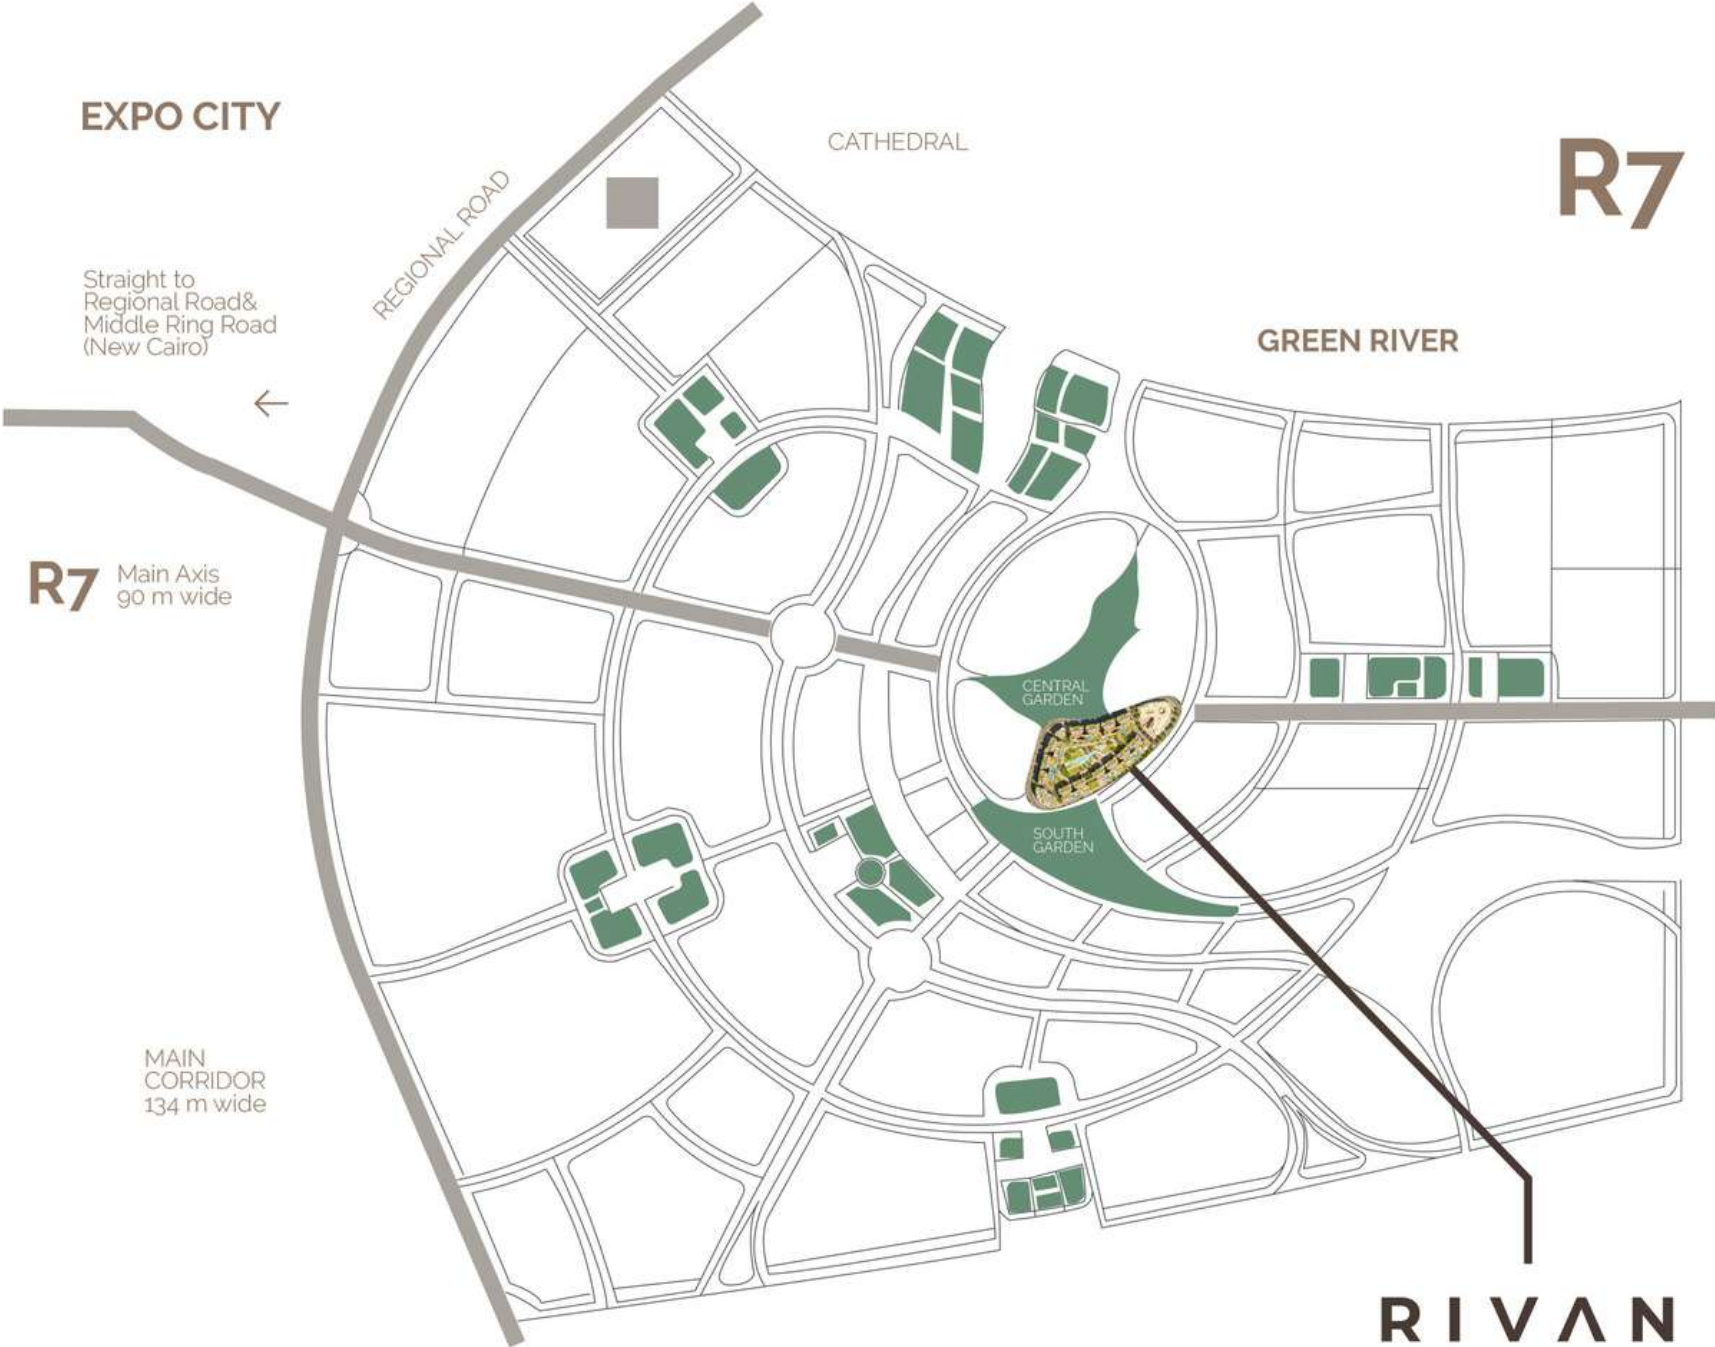 EXPO CITY
CATHEDRAL
R7
REGIONAL ROAD
Straight to
Regional Road&
Middle Ring Road
(New Cairo)
GREEN RIVER
R7
Main Axis
90 m wide
CENTRAL
GARDEN
SOUTH
GARDEN
MAIN
CORRIDOR
134 m wide
RIVAN